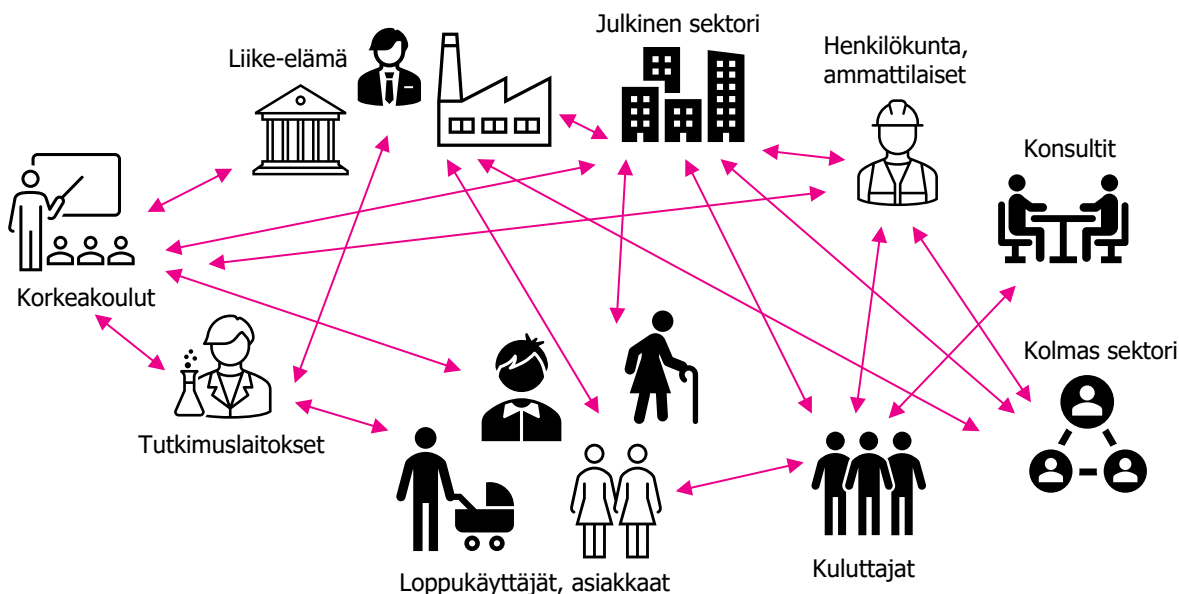 Julkinen sektori
Liike-elämä
Henkilökunta,
ammattilaiset
Konsultit
Korkeakoulut
Kolmas sektori
Tutkimuslaitokset
Kuluttajat
Loppukäyttäjät, asiakkaat